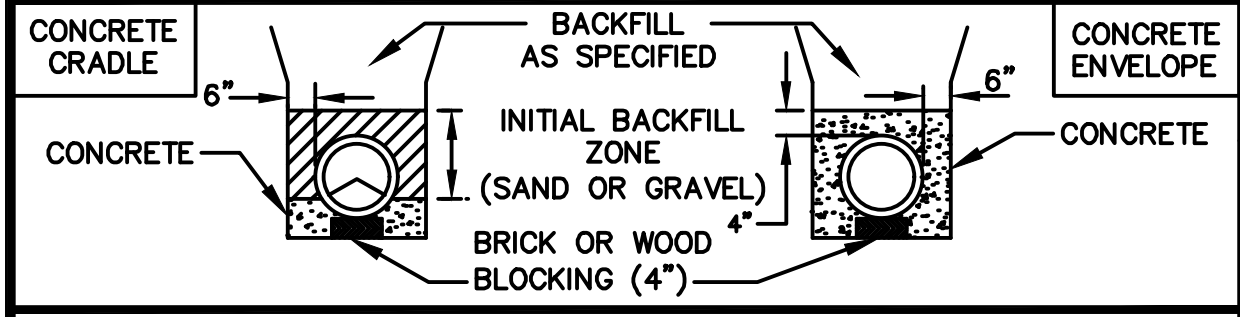 CONCRETE
CRADLE
BACKFILL
AS SPECIFIED
CONCRETE
ENVELOPE
6"
6"
INITIAL BACKFILL
ZONE
(SAND OR GRAVEL)
CONCRETE
CONCRETE
4"
BRICK OR WOOD
BLOCKING (4")